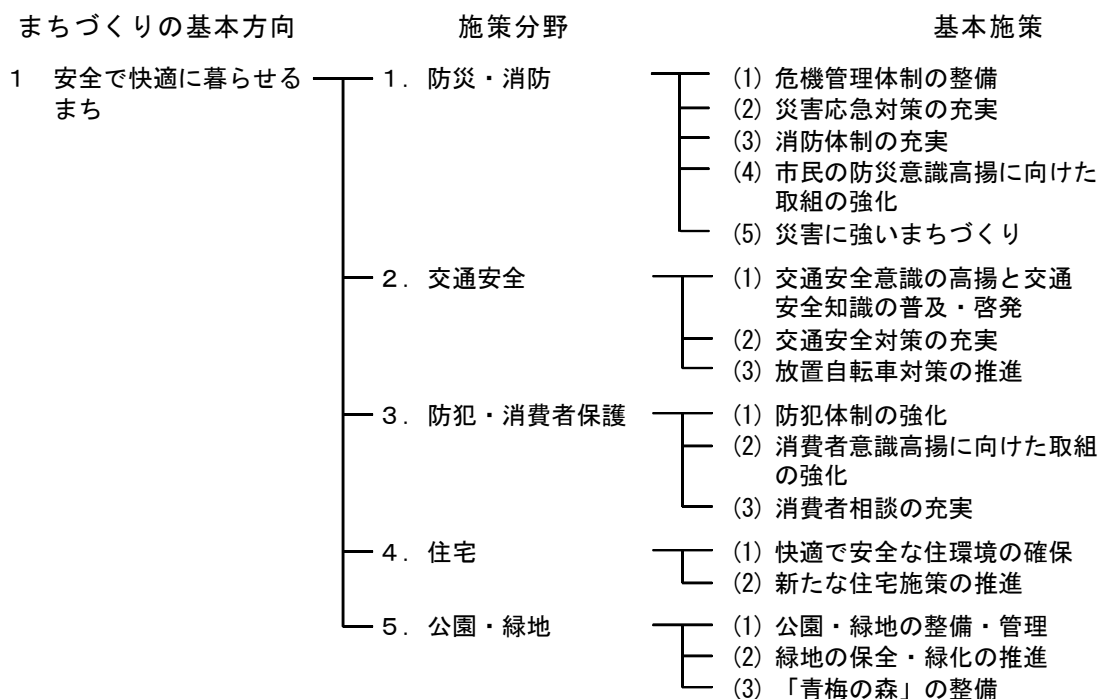 まちづくりの基本方向 施策分野 基本施策
1 安全で快適に暮らせる
まち
1. 防災・消防
(1) 危機管理体制の整備
(2) 災害応急対策の充実
(3) 消防体制の充実
(4) 市民の防災意識高揚に向けた
取組の強化
(5) 災害に強いまちづくり
2. 交通安全
(1) 交通安全意識の高揚と交通
安全知識の普及・啓発
(2) 交通安全対策の充実
(3) 放置自転車対策の推進
3. 防犯・消費者保護
(1) 防犯体制の強化
(2) 消費者意識高揚に向けた取組
の強化
(3) 消費者相談の充実
4. 住宅
(1) 快適で安全な住環境の確保
(2) 新たな住宅施策の推進
5. 公園・緑地
(1) 公園・緑地の整備・管理
(2) 緑地の保全・緑化の推進
(3) 「青梅の森」の整備